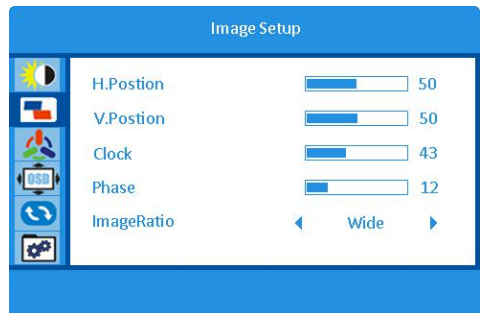 Image Setup
H.Postion 50
V.Postion 50
Clock 43
Phase 12
ImageRatio Wide
OSD